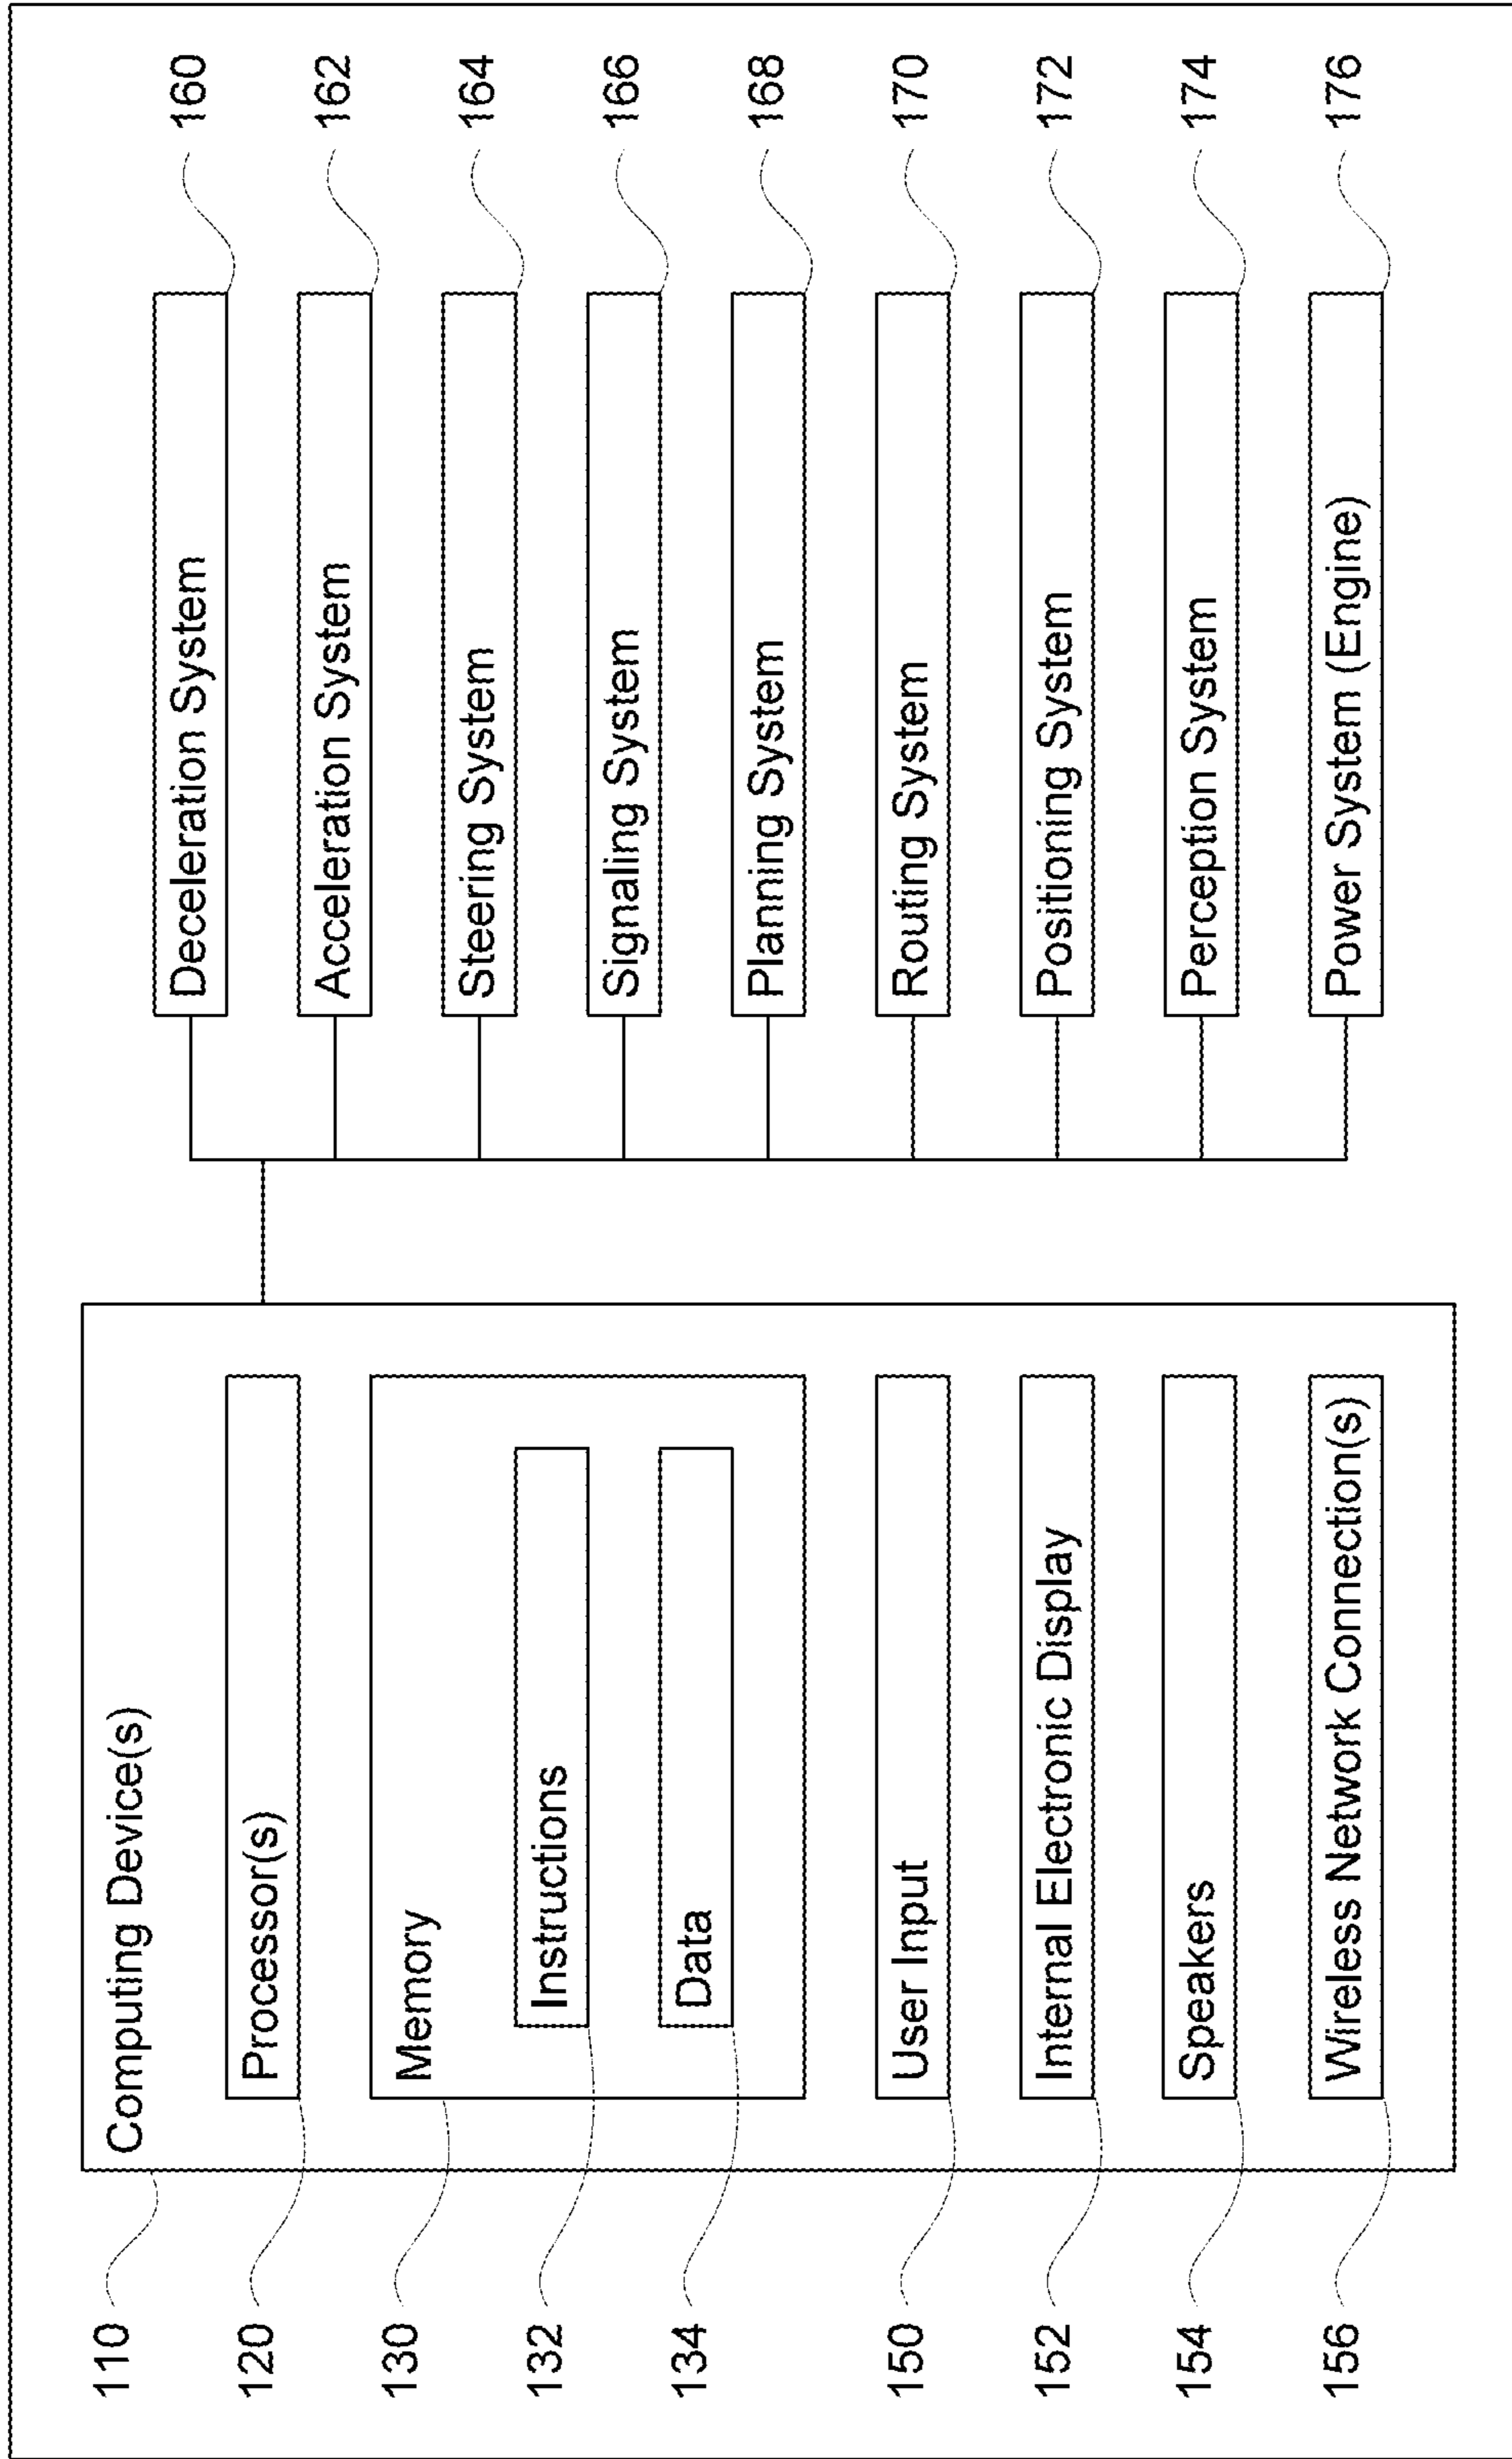 110
Computing Device(s)
120
Processor(s)
130
Memory
132
Instructions
134
Data
150
User Input
152
Internal Electronic Display
154
Speakers
156
Wireless Network Connection(s)
Deceleration System
160
Acceleration System
162
Steering System
164
Signaling System
166
Planning System
168
Routing System
170
Positioning System
172
Perception System
174
Power System (Engine)
176